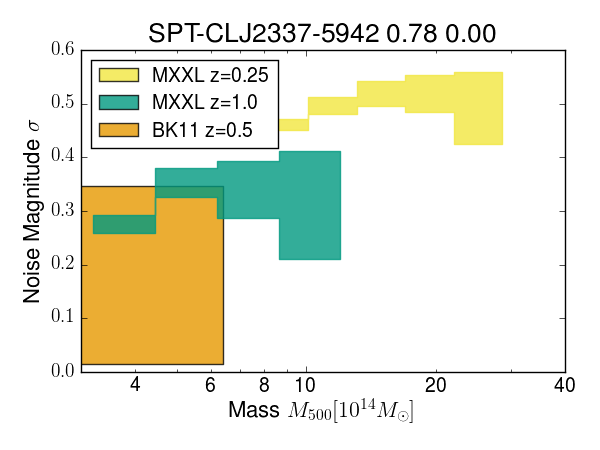 SPT-CLJ2337-5942 0.78 0.00
0.6
0.5
0.4
0.3
0.2
0.1
0.0
Noise Magnitude σ
MXXL z=0.25
MXXL z=1.0
BK11 z=0.5
4 6 8 10 20 40
Mass M₅₀₀[10¹⁴M⊙]